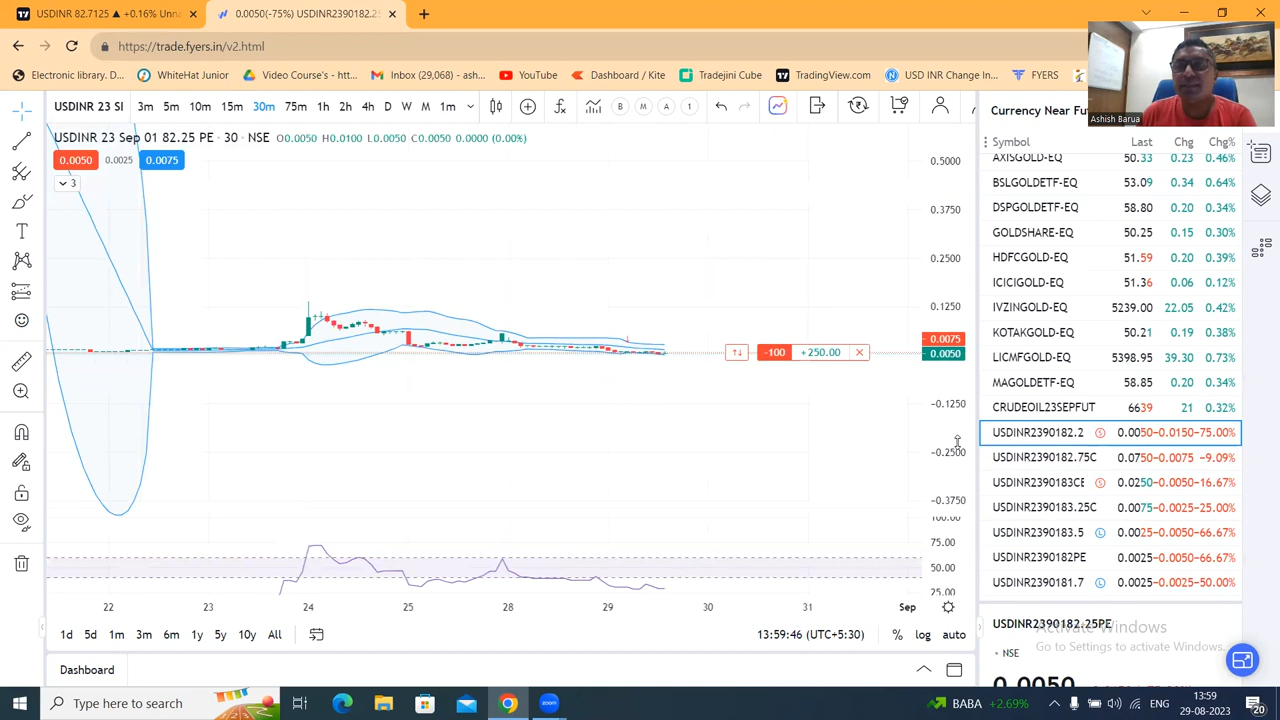 USDINR 82.7125 ▲ +0.16% Unna
0.0050(-75%) USDINR2390182.25
https://trade.fyers.in/v2.html
Electronic library. D...
WhiteHat Junior
Video Course's - htt...
Inbox (29,068) - ash...
YouTube
Dashboard / Kite
Tradejini Cube
TradingView.com
USD INR Change In...
FYERS
Ashish Barua
USDINR 23 SI
3m
5m
10m
15m
30m
75m
1h
2h
4h
D
W
M
1m
B
M
A
1
Currency Near Fu
USDINR 23 Sep 01 82.25 PE · 30 · NSE
O0.0050 H0.0100 L0.0050 C0.0050 0.0000 (0.00%)
0.0050
0.0025
0.0075
3
Symbol Last Chg Chg%
AXISGOLD-EQ 50.33 0.23 0.46%
BSLGOLDETF-EQ 53.09 0.34 0.64%
DSPGOLDETF-EQ 58.80 0.20 0.34%
GOLDSHARE-EQ 50.25 0.15 0.30%
HDFCGOLD-EQ 51.59 0.20 0.39%
ICICIGOLD-EQ 51.36 0.06 0.12%
IVZINGOLD-EQ 5239.00 22.05 0.42%
KOTAKGOLD-EQ 50.21 0.19 0.38%
LICMFGOLD-EQ 5398.95 39.30 0.73%
MAGOLDETF-EQ 58.85 0.20 0.34%
CRUDEOIL23SEPFUT 6639 21 0.32%
USDINR2390182.2 S 0.0050 -0.0150 -75.00%
USDINR2390182.75C 0.0750 -0.0075 -9.09%
USDINR2390183CE S 0.0250 -0.0050 -16.67%
USDINR2390183.25C 0.0075 -0.0025 -25.00%
USDINR2390183.5 L 0.0025 -0.0050 -66.67%
USDINR2390182PE 0.0025 -0.0050 -66.67%
USDINR2390181.7 L 0.0025 -0.0025 -50.00%
0.5000
0.3750
0.2500
0.1250
0.0075
0.0050
-100
+250.00
−0.1250
−0.2500
−0.3750
100.00
75.00
50.00
25.00
22
23
24
25
28
29
30
31
Sep
1d
5d
1m
3m
6m
1y
5y
10y
All
13:59:46 (UTC+5:30)
%
log
auto
USDINR2390182.25PE
• NSE
0.0050
Activate Windows
Go to Settings to activate Windows.
Dashboard
Type here to search
zoom
BABA +2.69%
ENG
13:59
29-08-2023
20